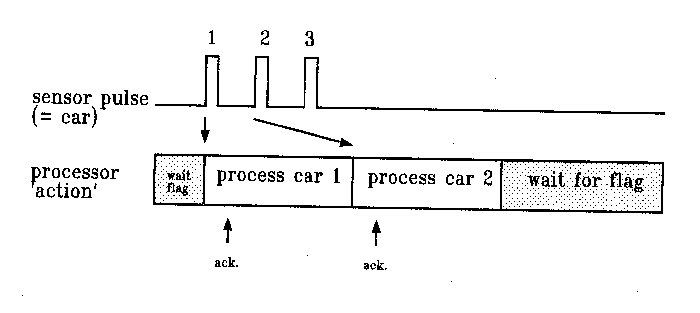 1 2 3
sensor pulse
(= car)
processor
'action'
wait
flag
process car 1
process car 2
wait for flag
ack.
ack.